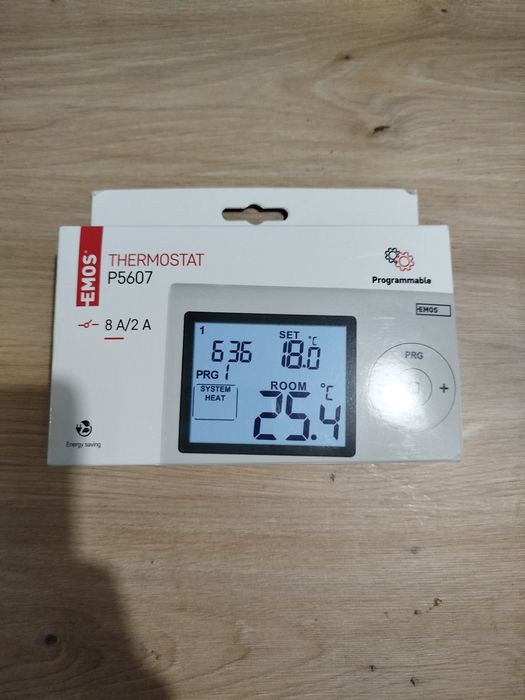 EMOS
THERMOSTAT
P5607
8 A/2 A
Energy saving
Programmable
EMOS
PRG
+
1
SET
6 36
18.0 °C
PRG 1
SYSTEM
HEAT
ROOM
25.4 °C